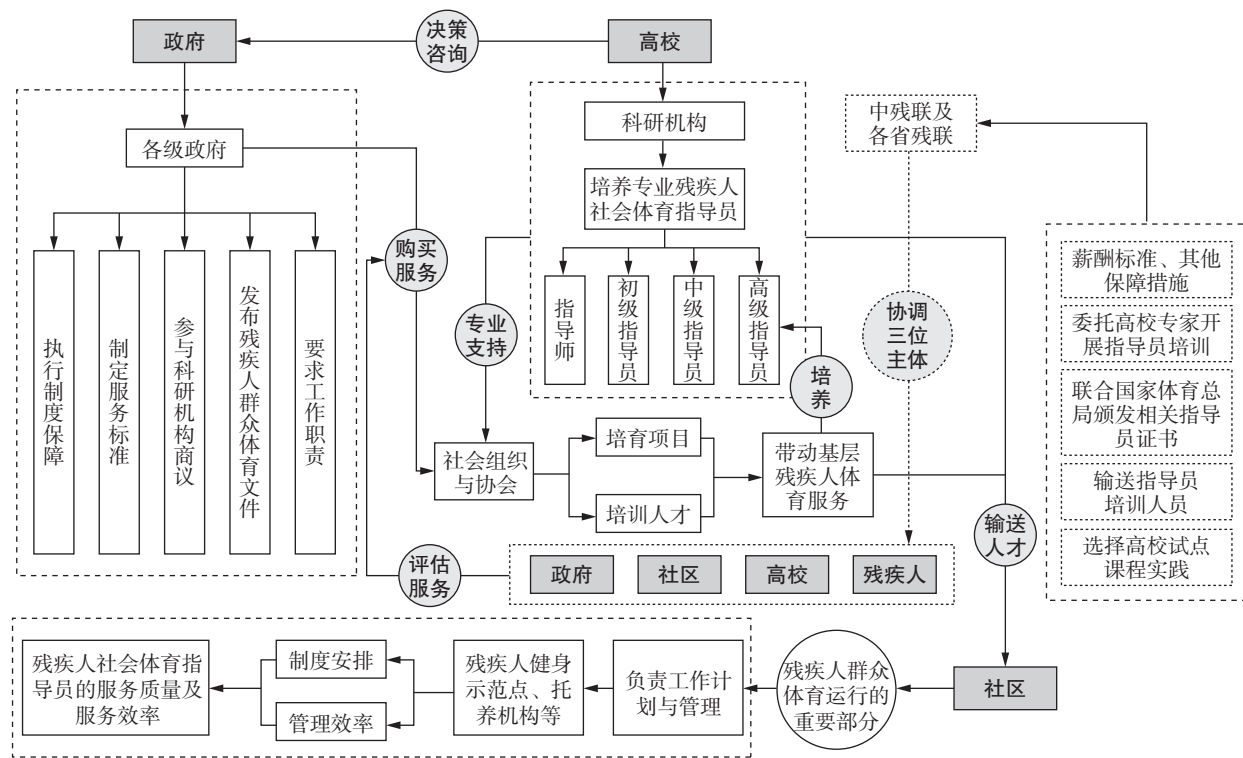 政府
决策
咨询
高校
各级政府
执行制度保障
制定服务标准
参与科研机构商议
发布残疾人群众体育文件
要求工作职责
购买
服务
专业
支持
科研机构
培养专业残疾人
社会体育指导员
指导师
初级指导员
中级指导员
高级指导员
培养
中残联及
各省残联
协调
三位
主体
薪酬标准、其他
保障措施
委托高校专家开
展指导员培训
联合国家体育总
局颁发相关指导
员证书
输送指导员
培训人员
选择高校试点
课程实践
社会组织
与协会
培育项目
培训人才
带动基层
残疾人体
育服务
输送
人才
评估
服务
政府
社区
高校
残疾人
残疾人社会体育指
导员的服务质量及
服务效率
制度安排
管理效率
残疾人健身
示范点、托
养机构等
负责工作计
划与管理
残疾人群众
体育运行的
重要部分
社区